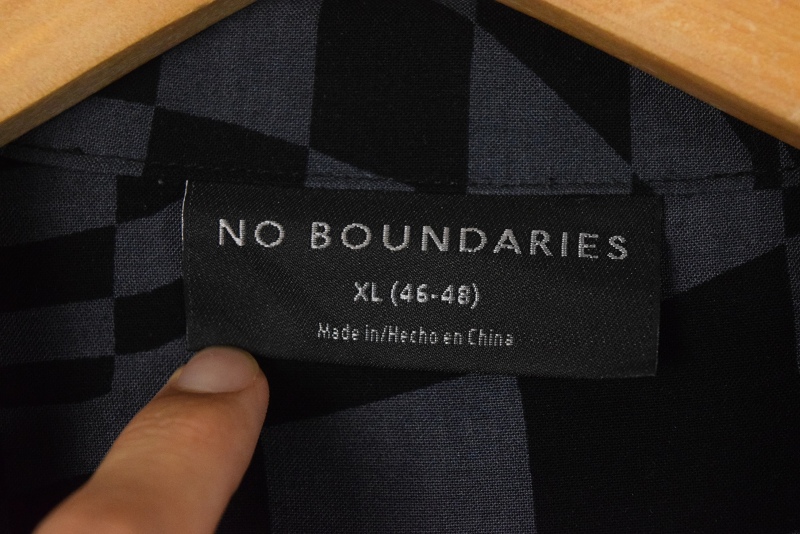 NO BOUNDARIES
XL (46-48)
Made in/Hecho en China